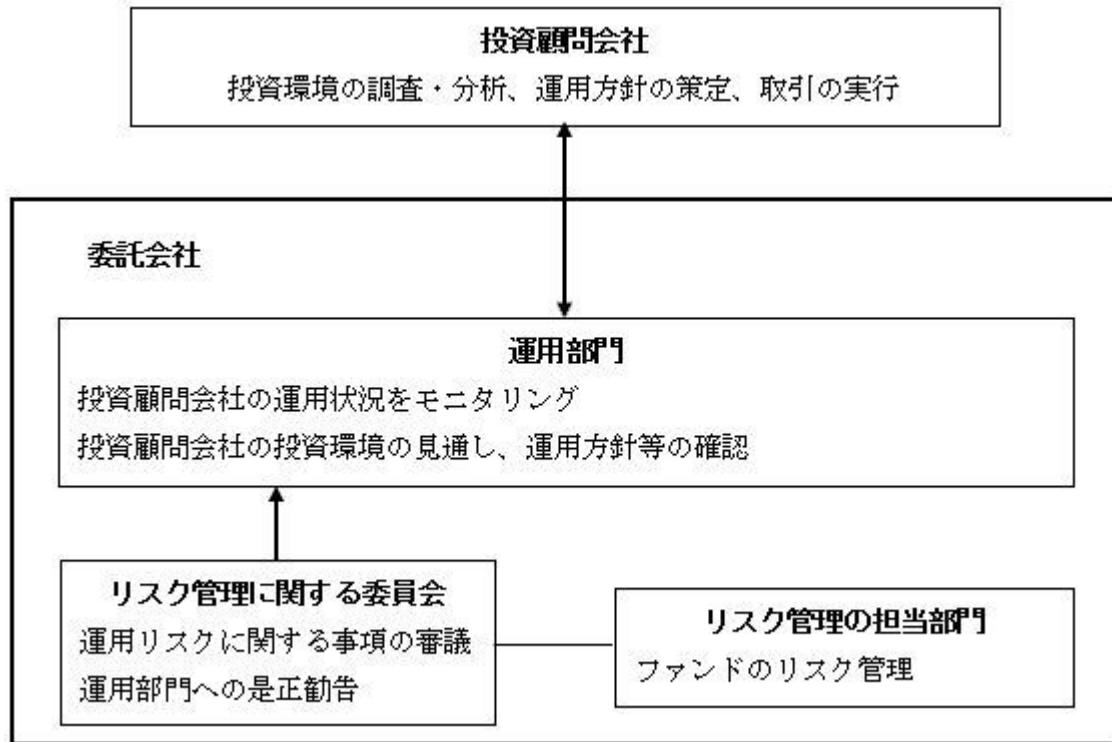 投資顧問会社
投資環境の調査・分析、運用方針の策定、取引の実行
委託会社
運用部門
投資顧問会社の運用状況をモニタリング
投資顧問会社の投資環境の見通し、運用方針等の確認
リスク管理に関する委員会
運用リスクに関する事項の審議
運用部門への是正勧告
リスク管理の担当部門
ファンドのリスク管理